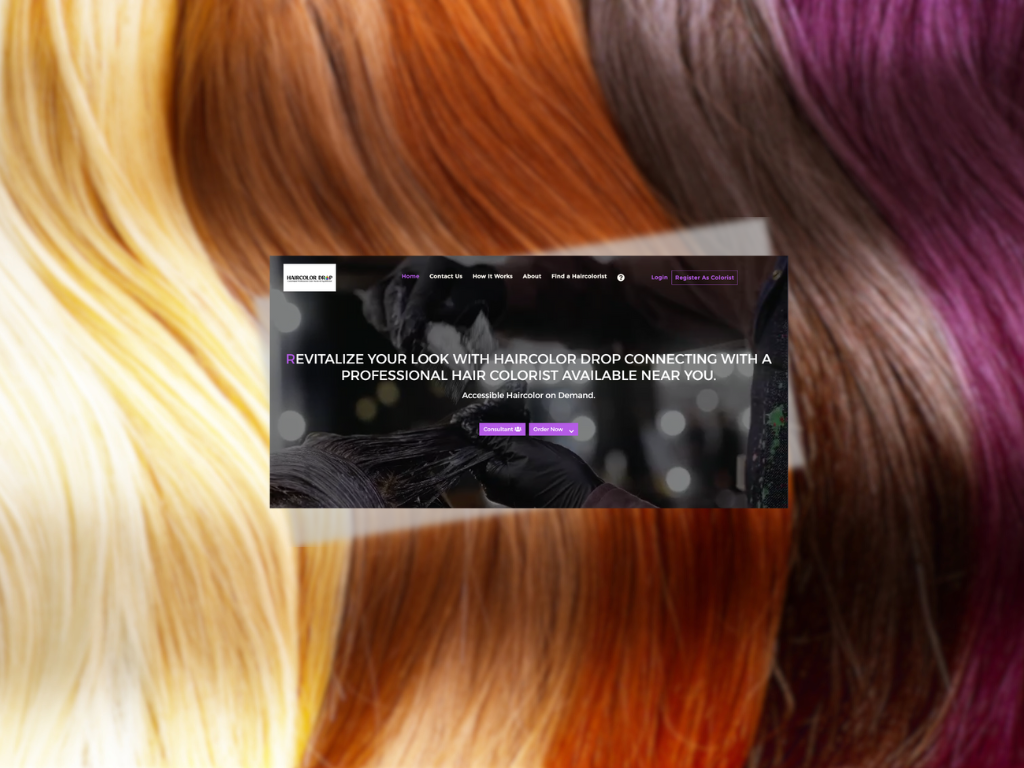 HAIRCOLOR DROP
Home Contact Us How It Works About Find a Haircolorist ? Login Register As Colorist
REVITALIZE YOUR LOOK WITH HAIRCOLOR DROP CONNECTING WITH A
PROFESSIONAL HAIR COLORIST AVAILABLE NEAR YOU.
Accessible Haircolor on Demand.
Consultant Order Now